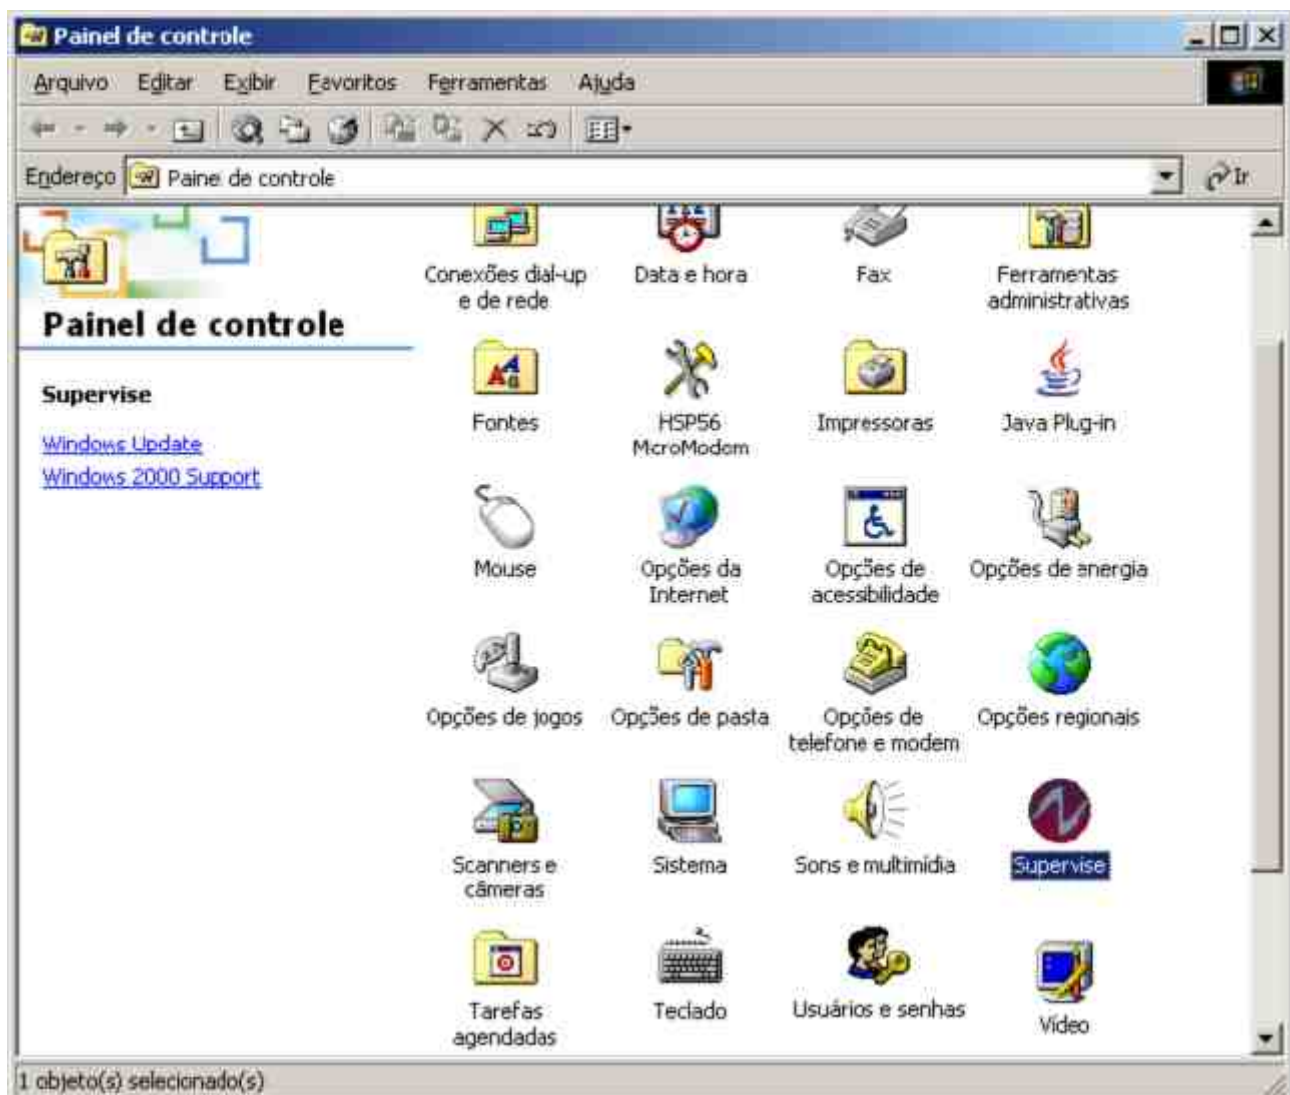 Painel de controle
Arquivo Editar Exibir Favoritos Ferramentas Ajuda
Endereço Painel de controle Ir
Painel de controle
Supervise
Windows Update
Windows 2000 Support
Conexões dial-up
e de rede
Data e hora
Fax
Ferramentas
administrativas
Fontes
HSP56
MicroModem
Impressoras
Java Plug-in
Mouse
Opções da
Internet
Opções de
acessibilidade
Opções de energia
Opções de jogos
Opções de pasta
Opções de
telefone e modem
Opções regionais
Scanners e
câmeras
Sistema
Sons e multimídia
Supervise
Tarefas
agendadas
Teclado
Usuários e senhas
Vídeo
1 objeto(s) selecionado(s)